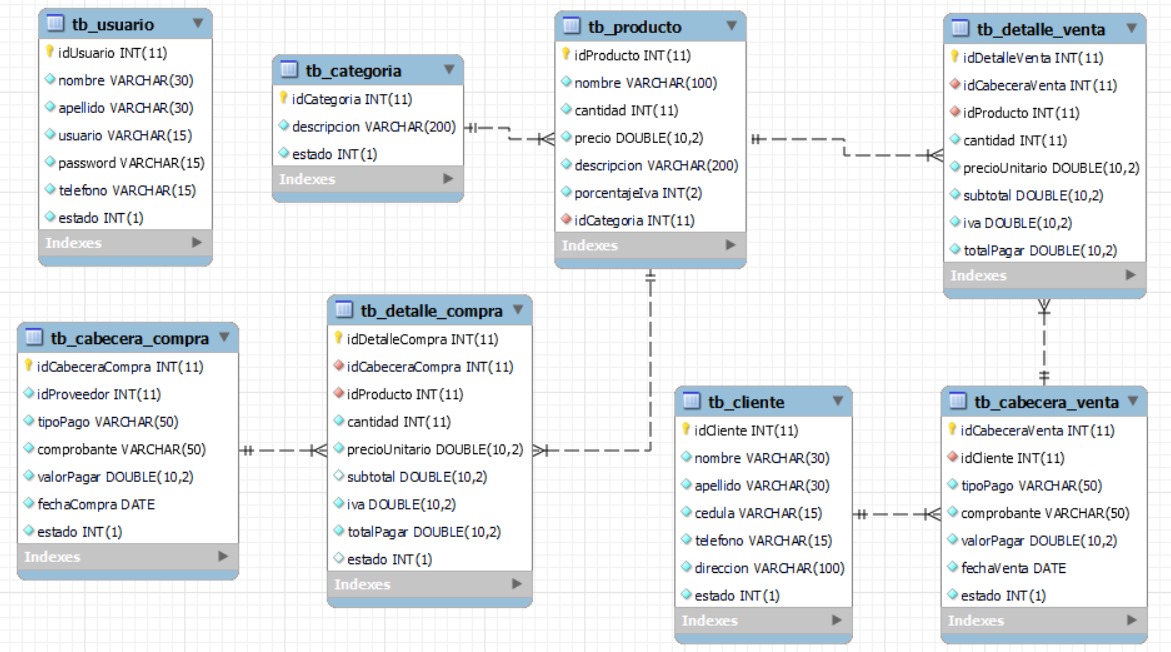 tb_usuario
idUsuario INT(11)
nombre VARCHAR(30)
apellido VARCHAR(30)
usuario VARCHAR(15)
password VARCHAR(15)
telefono VARCHAR(15)
estado INT(1)
Indexes
tb_categoria
idCategoria INT(11)
descripcion VARCHAR(200)
estado INT(1)
Indexes
tb_producto
idProducto INT(11)
nombre VARCHAR(100)
cantidad INT(11)
precio DOUBLE(10,2)
descripcion VARCHAR(200)
porcentajeIva INT(2)
idCategoria INT(11)
Indexes
tb_detalle_venta
idDetalleVenta INT(11)
idCabeceraVenta INT(11)
idProducto INT(11)
cantidad INT(11)
precioUnitario DOUBLE(10,2)
subtotal DOUBLE(10,2)
iva DOUBLE(10,2)
totalPagar DOUBLE(10,2)
Indexes
tb_cabecera_compra
idCabeceraCompra INT(11)
idProveedor INT(11)
tipoPago VARCHAR(50)
comprobante VARCHAR(50)
valorPagar DOUBLE(10,2)
fechaCompra DATE
estado INT(1)
Indexes
tb_detalle_compra
idDetalleCompra INT(11)
idCabeceraCompra INT(11)
idProducto INT(11)
cantidad INT(11)
precioUnitario DOUBLE(10,2)
subtotal DOUBLE(10,2)
iva DOUBLE(10,2)
totalPagar DOUBLE(10,2)
estado INT(1)
Indexes
tb_cliente
idCliente INT(11)
nombre VARCHAR(30)
apellido VARCHAR(30)
cedula VARCHAR(15)
telefono VARCHAR(15)
direccion VARCHAR(100)
estado INT(1)
Indexes
tb_cabecera_venta
idCabeceraVenta INT(11)
idCliente INT(11)
tipoPago VARCHAR(50)
comprobante VARCHAR(50)
valorPagar DOUBLE(10,2)
fechaVenta DATE
estado INT(1)
Indexes